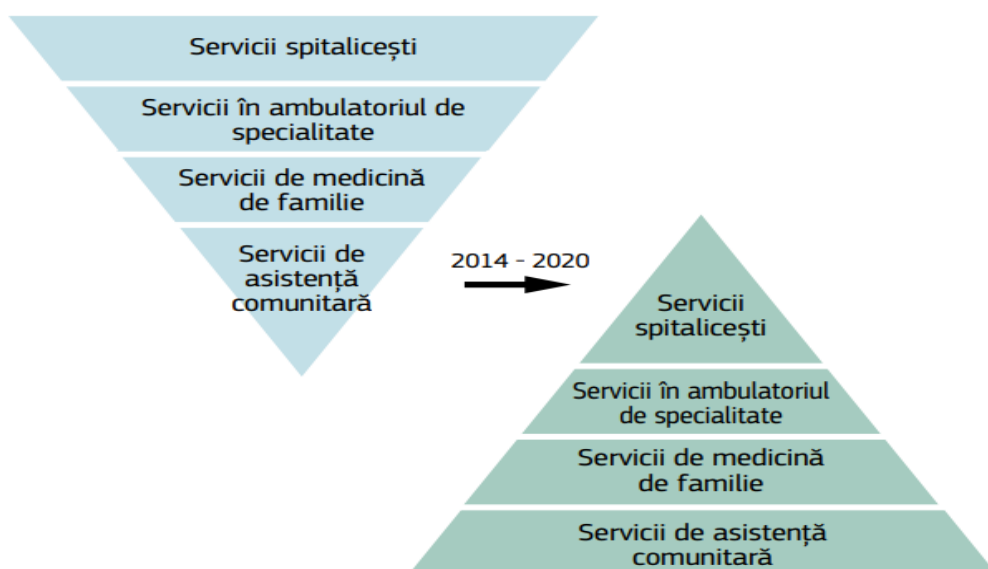 Servicii spitalicești
Servicii în ambulatoriul de
specialitate
Servicii de medicină
de familie
Servicii de
asistență
comunitară
2014 - 2020
Servicii
spitalicești
Servicii în ambulatoriul
de specialitate
Servicii de medicină
de familie
Servicii de asistență
comunitară